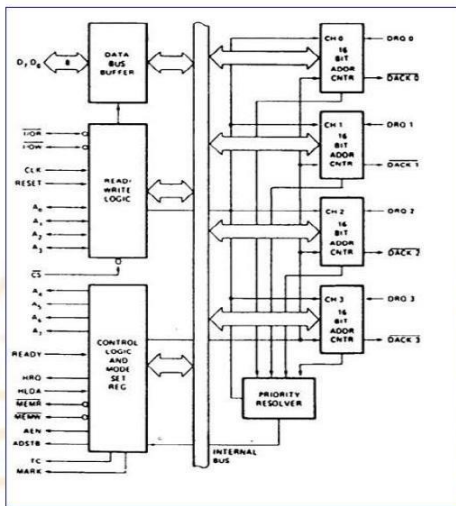 DATA
BUS
BUFFER
D7, D0
8
I/OR
I/OW
CLK
RESET
A0
A1
A2
A3
CS
READ/
WRITE
LOGIC
A4
A5
A6
A7
READY
HRQ
HLDA
MEMR
MEMW
AEN
ADSTB
TC
MARK
CONTROL
LOGIC
AND
MODE
SET
REG
CH 0
16
BIT
ADDR
CNTR
DRQ 0
DACK 0
CH 1
16
BIT
ADDR
CNTR
DRQ 1
DACK 1
CH 2
16
BIT
ADDR
CNTR
DRQ 2
DACK 2
CH 3
16
BIT
ADDR
CNTR
DRQ 3
DACK 3
PRIORITY
RESOLVER
INTERNAL
BUS